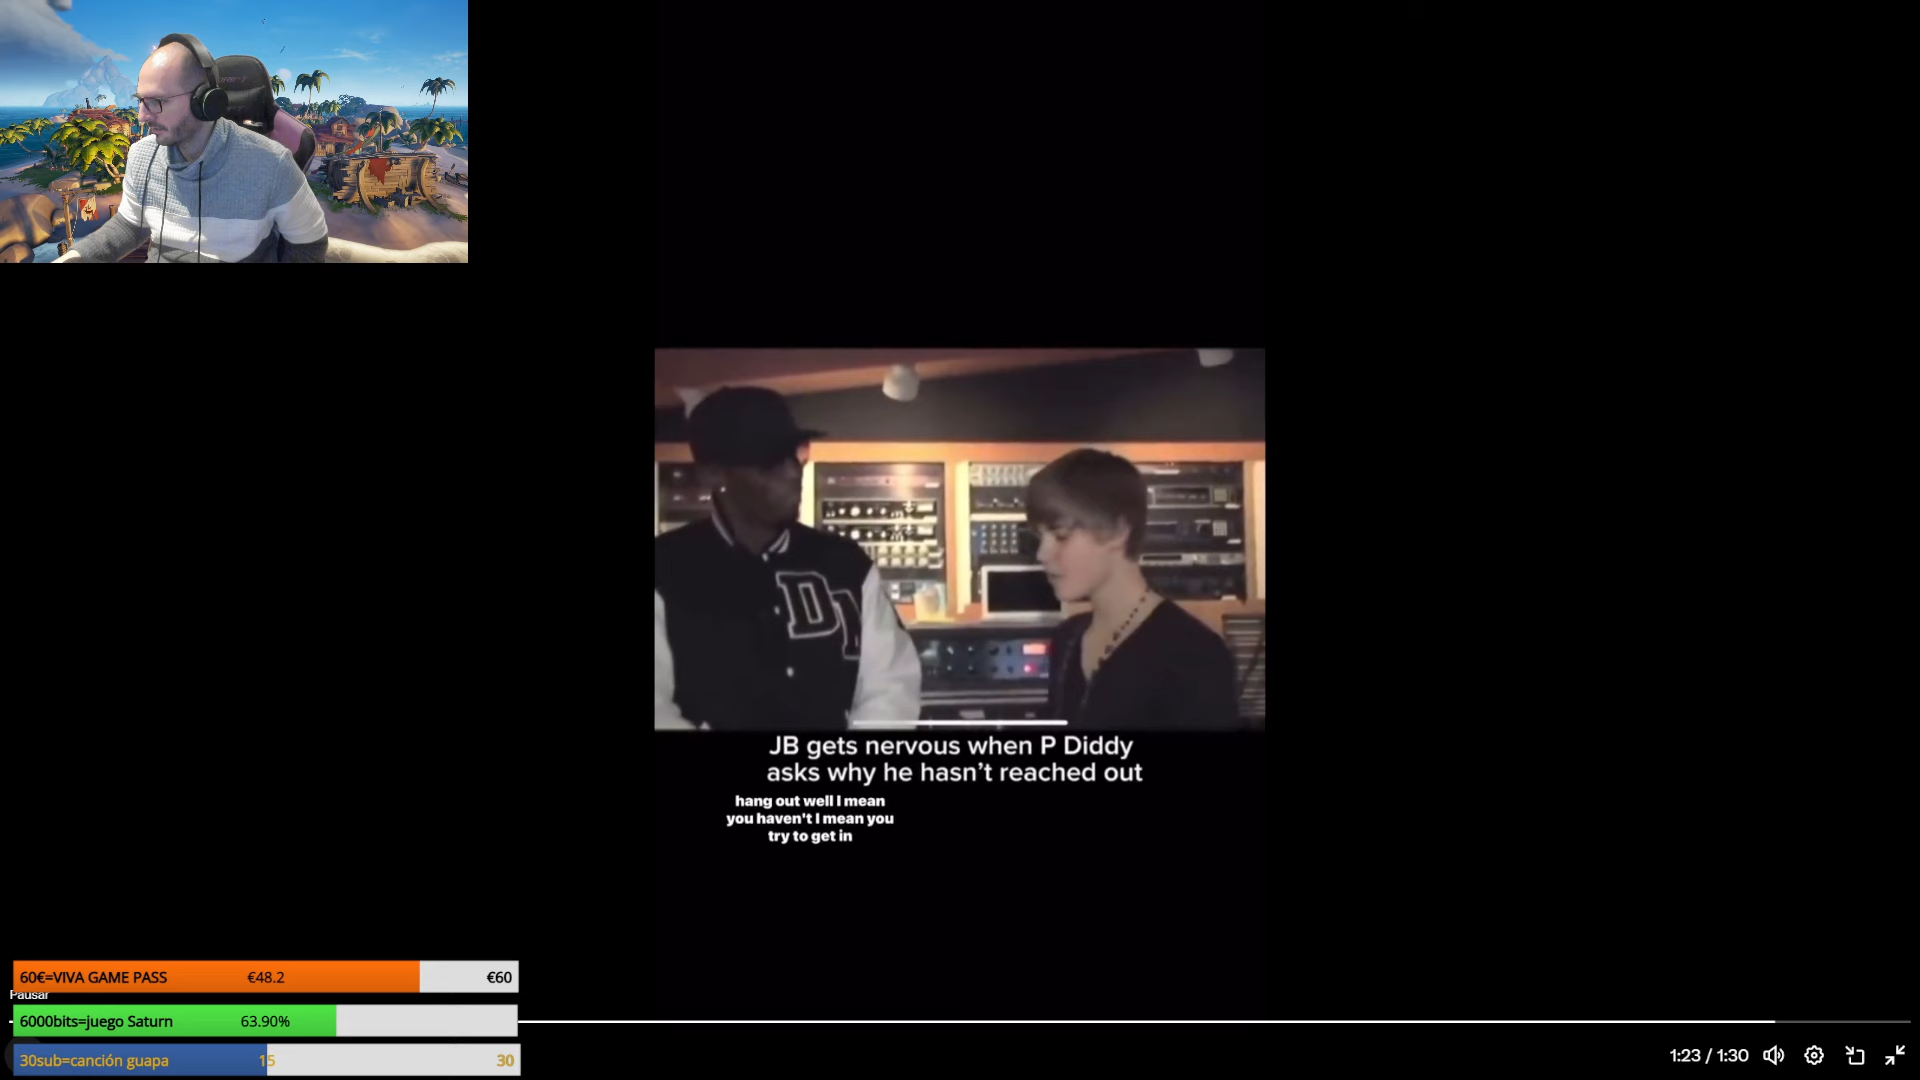 JB gets nervous when P Diddy
asks why he hasn't reached out
hang out well I mean
you haven't I mean you
try to get in
60€=VIVA GAME PASS €48.2 €60
Pausar
6000bits=juego Saturn 63.90%
30sub=canción guapa 15 30
1:23 / 1:30